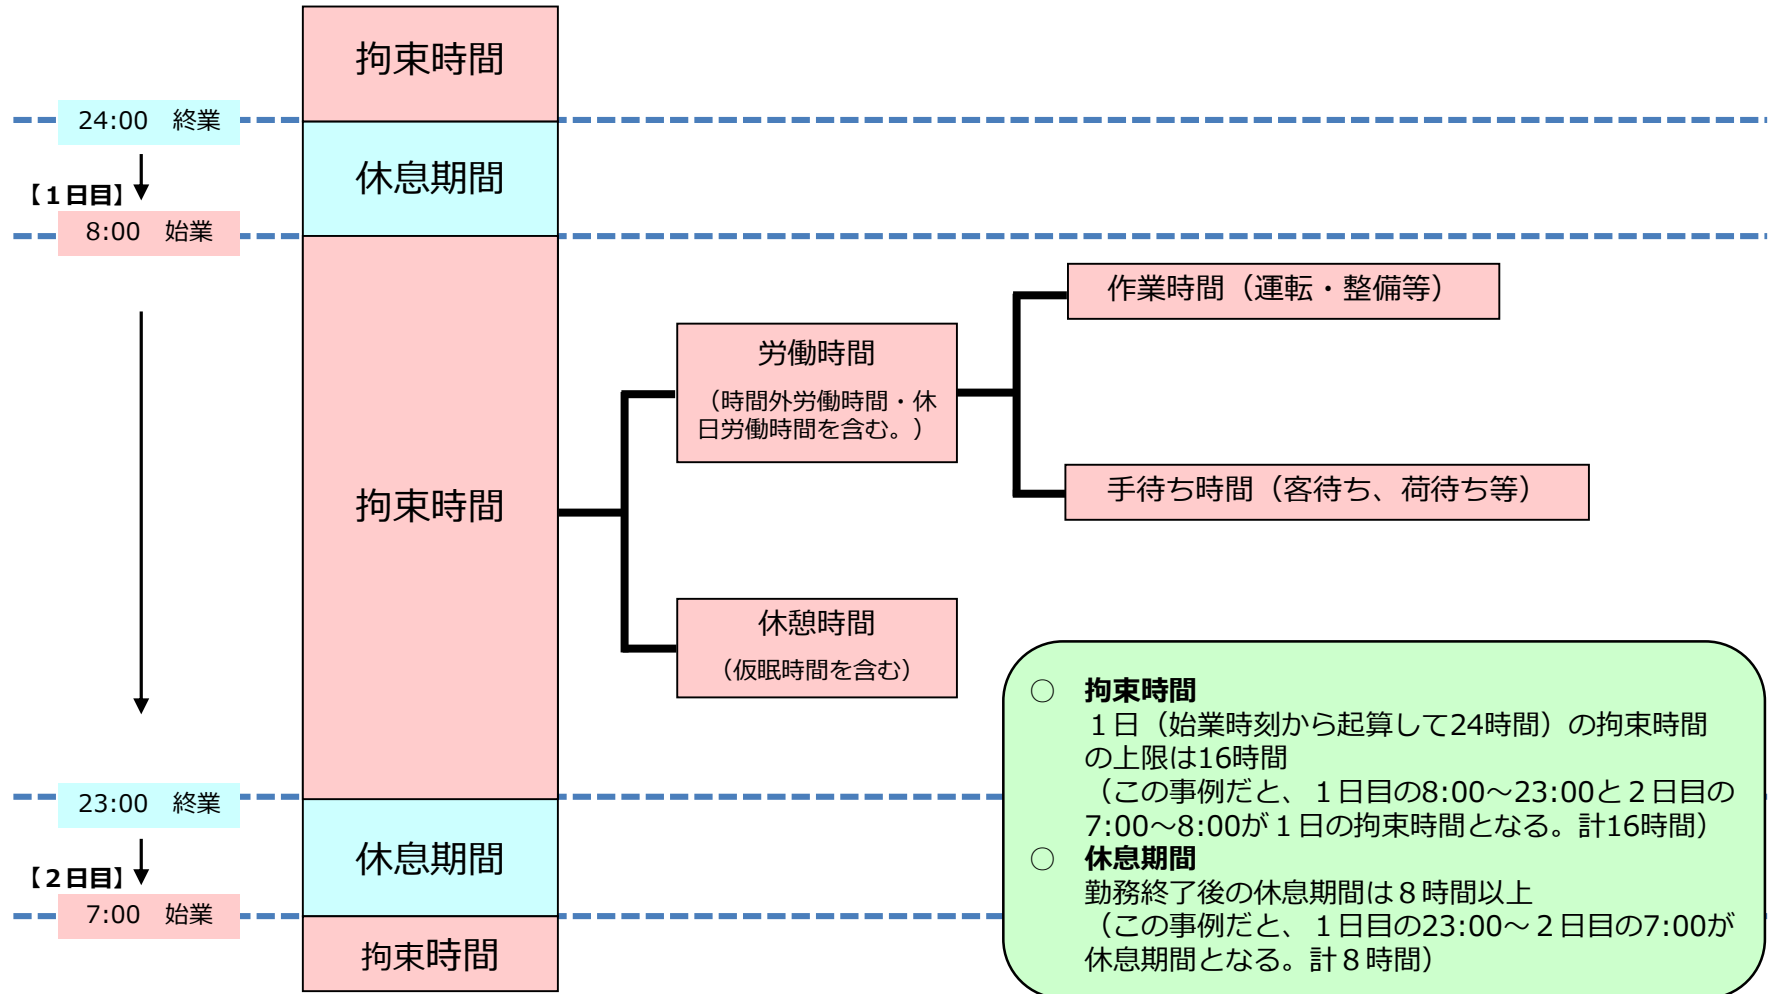 拘束時間
24:00　終業
休息期間
【１日目】
8:00　始業
作業時間（運転・整備等）
労働時間
（時間外労働時間・休
日労働時間を含む。）
拘束時間
手待ち時間（客待ち、荷待ち等）
休憩時間
（仮眠時間を含む）
23:00　終業
休息期間
【２日目】
7:00　始業
拘束時間
○　拘束時間
１日（始業時刻から起算して24時間）の拘束時間
の上限は16時間
（この事例だと、１日目の8:00～23:00と２日目の
7:00～8:00が１日の拘束時間となる。計16時間）
○　休息期間
勤務終了後の休息期間は８時間以上
（この事例だと、１日目の23:00～２日目の7:00が
休息期間となる。計８時間）